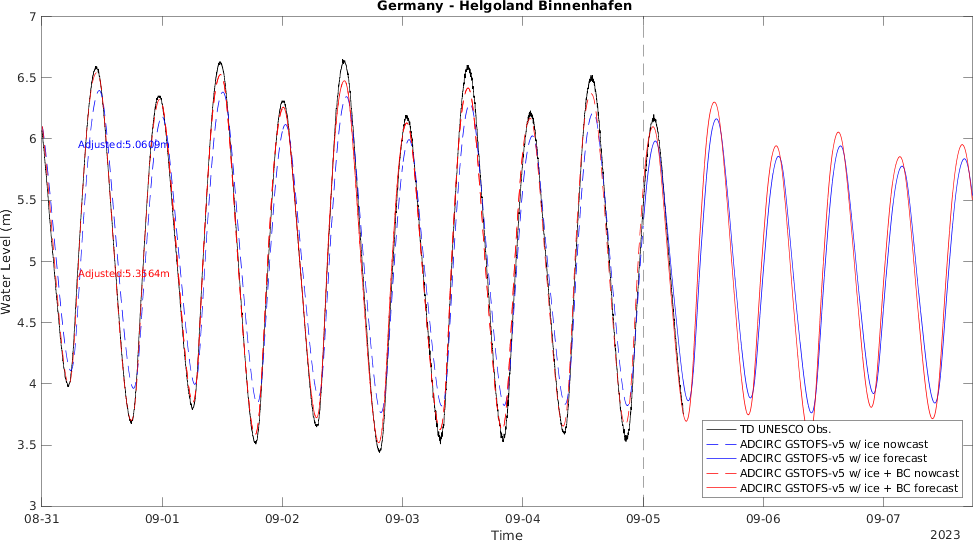 Germany - Helgoland Binnenhafen
7
6.5
6
5.5
5
4.5
4
3.5
3
Water Level (m)
Adjusted:5.0609m
Adjusted:5.3564m
TD UNESCO Obs.
ADCIRC GSTOFS-v5 w/ ice nowcast
ADCIRC GSTOFS-v5 w/ ice forecast
ADCIRC GSTOFS-v5 w/ ice + BC nowcast
ADCIRC GSTOFS-v5 w/ ice + BC forecast
08-31 09-01 09-02 09-03 09-04 09-05 09-06 09-07
Time
2023